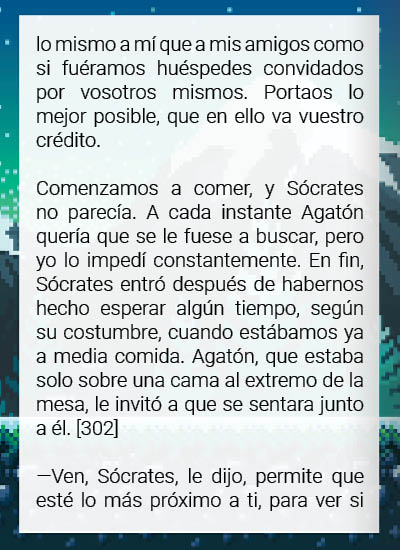 lo mismo a mí que a mis amigos como
si fuéramos huéspedes convidados
por vosotros mismos. Portaos lo
mejor posible, que en ello va vuestro
crédito.
Comenzamos a comer, y Sócrates
no parecía. A cada instante Agatón
quería que se le fuese a buscar, pero
yo lo impedí constantemente. En fin,
Sócrates entró después de habernos
hecho esperar algún tiempo, según
su costumbre, cuando estábamos ya
a media comida. Agatón, que estaba
solo sobre una cama al extremo de la
mesa, le invitó a que se sentara junto
a él. [302]
—Ven, Sócrates, le dijo, permite que
esté lo más próximo a ti, para ver si